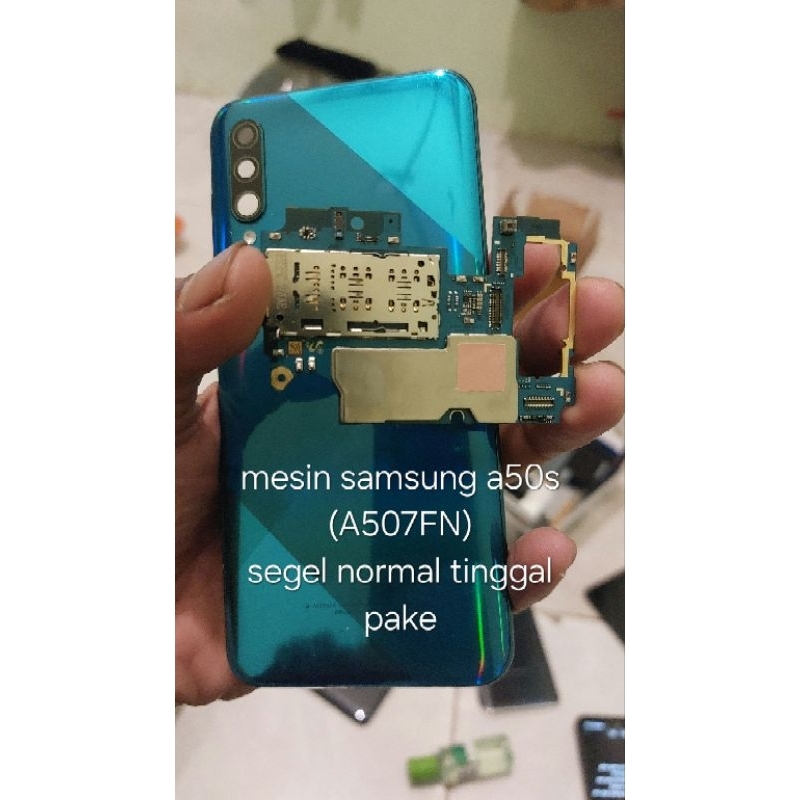 mesin samsung a50s
(A507FN)
segel normal tinggal
pake